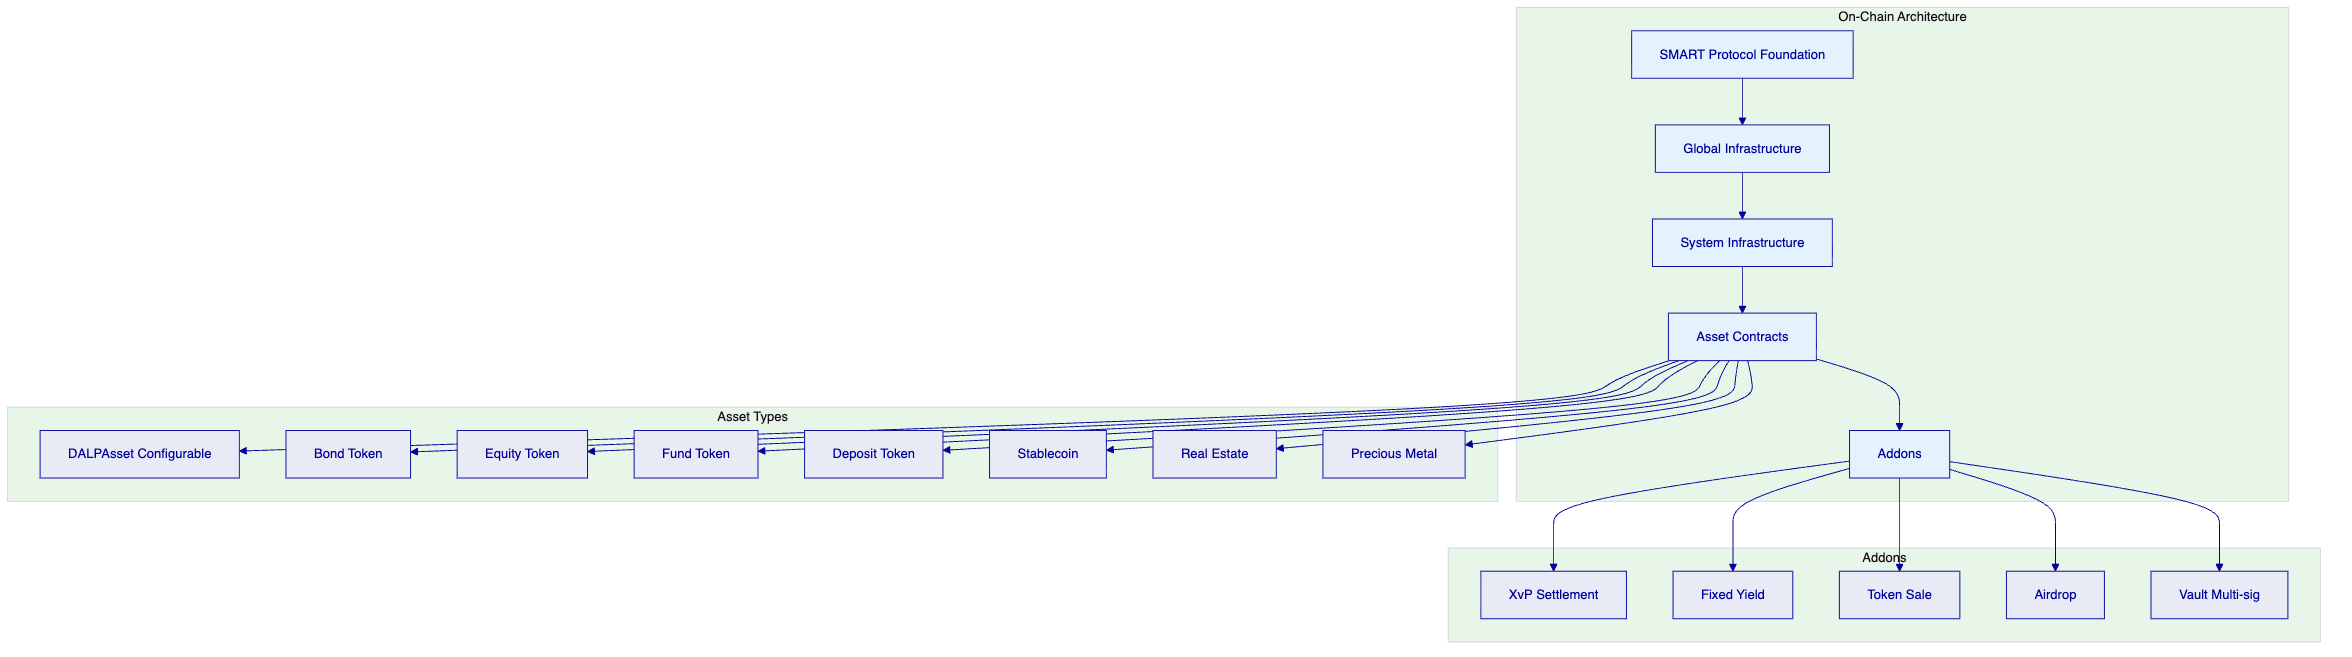 On-Chain Architecture
SMART Protocol Foundation
Global Infrastructure
System Infrastructure
Asset Contracts
Asset Types
DALPAsset Configurable
Bond Token
Equity Token
Fund Token
Deposit Token
Stablecoin
Real Estate
Precious Metal
Addons
Addons
XvP Settlement
Fixed Yield
Token Sale
Airdrop
Vault Multi-sig